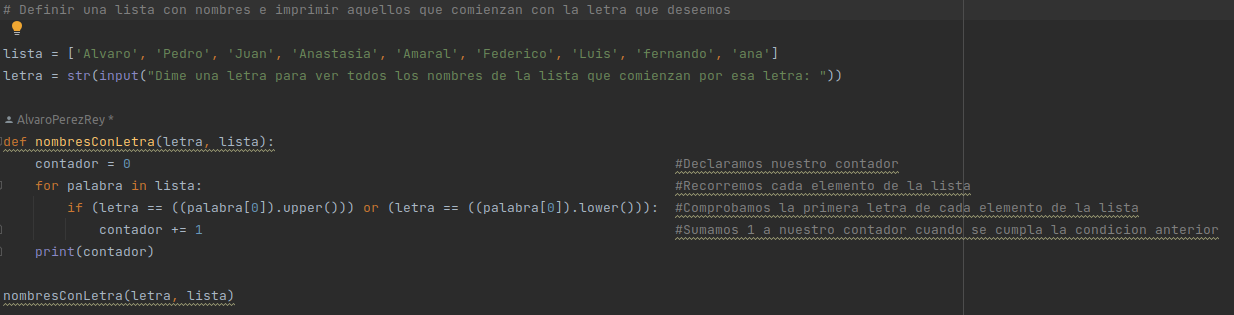 # Definir una lista con nombres e imprimir aquellos que comienzan con la letra que deseemos
lista = ['Alvaro', 'Pedro', 'Juan', 'Anastasia', 'Amaral', 'Federico', 'Luis', 'fernando', 'ana']
letra = str(input("Dime una letra para ver todos los nombres de la lista que comienzan por esa letra: "))
AlvaroPerezRey *
def nombresConLetra(letra, lista):
    contador = 0 #Declaramos nuestro contador
    for palabra in lista: #Recorremos cada elemento de la lista
        if (letra == ((palabra[0]).upper())) or (letra == ((palabra[0]).lower())): #Comprobamos la primera letra de cada elemento de la lista
            contador += 1 #Sumamos 1 a nuestro contador cuando se cumpla la condicion anterior
    print(contador)
nombresConLetra(letra, lista)